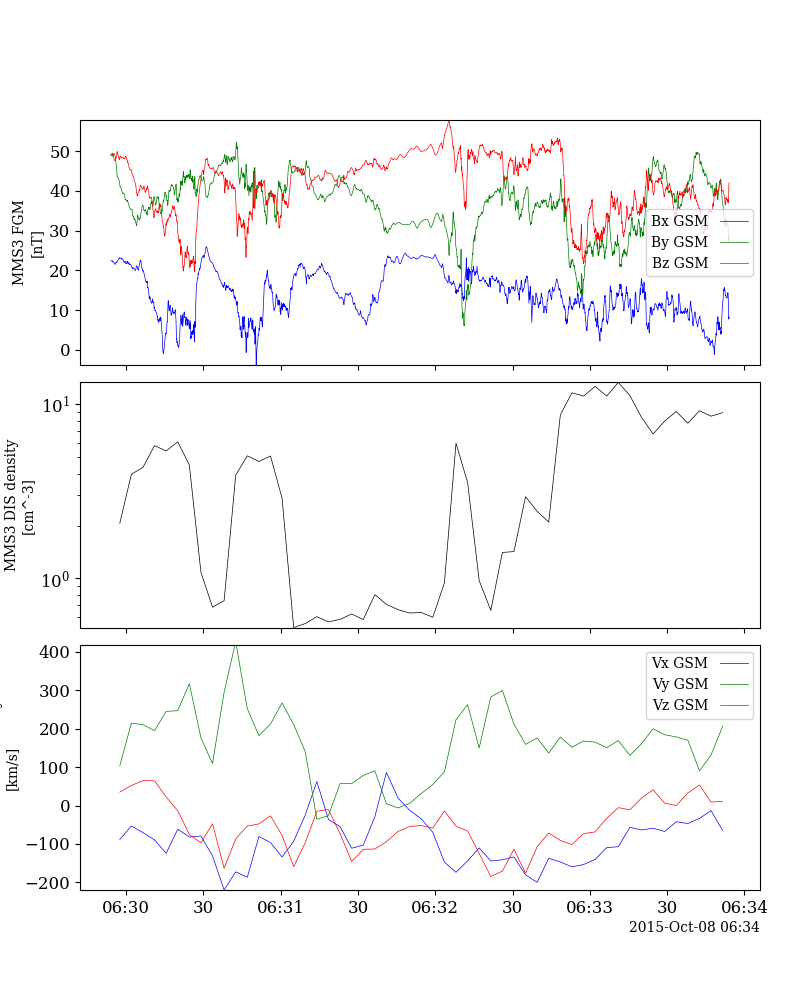 50
40
30
20
10
0
MMS3 FGM
[nT]
Bx GSM
By GSM
Bz GSM
10^1
10^0
MMS3 DIS density
[cm^-3]
400
300
200
100
0
−100
−200
[km/s]
Vx GSM
Vy GSM
Vz GSM
06:30 30 06:31 30 06:32 30 06:33 30 06:34
2015-Oct-08 06:34